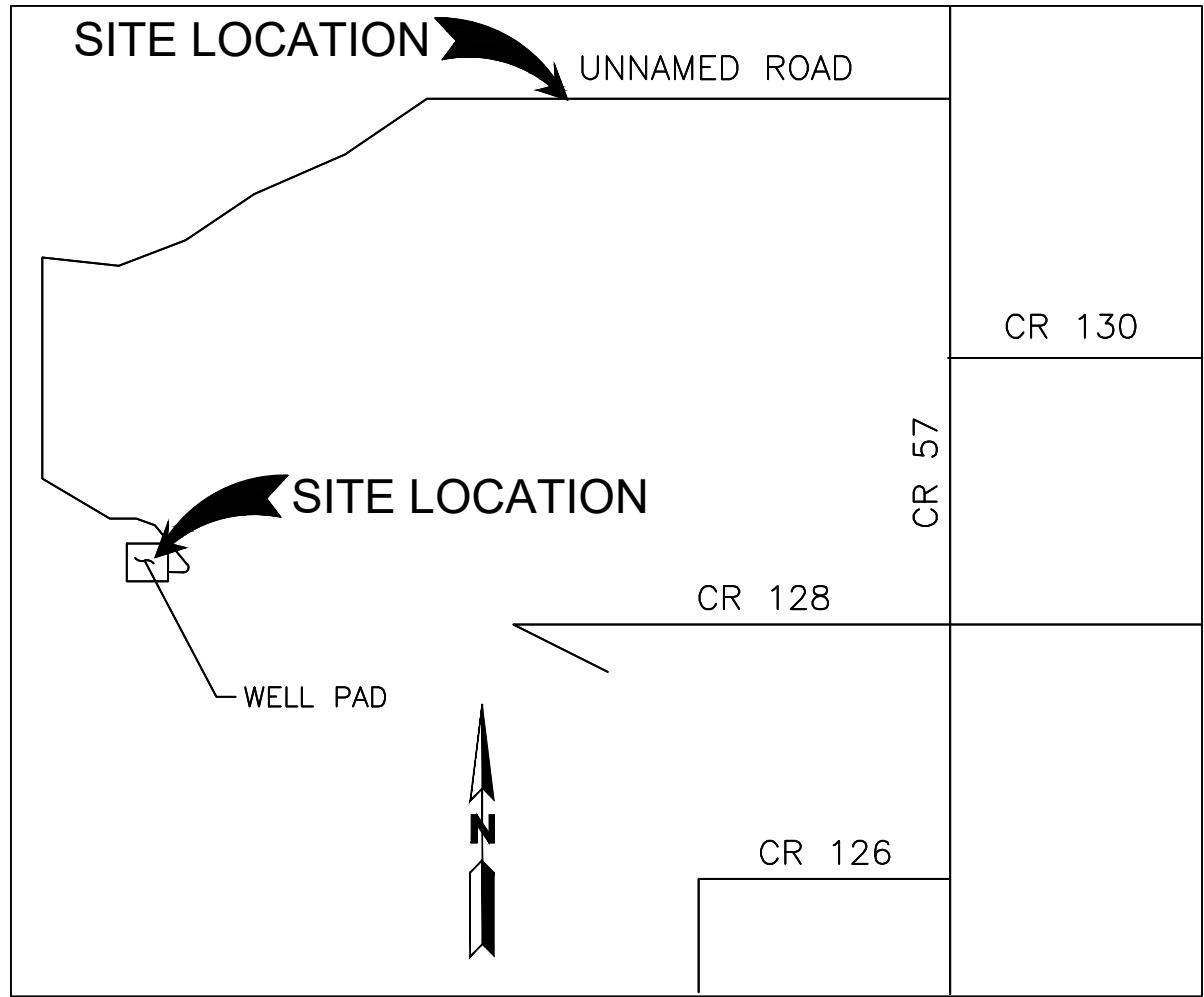 SITE LOCATION
UNNAMED ROAD
CR 130
CR 57
SITE LOCATION
CR 128
WELL PAD
N
CR 126